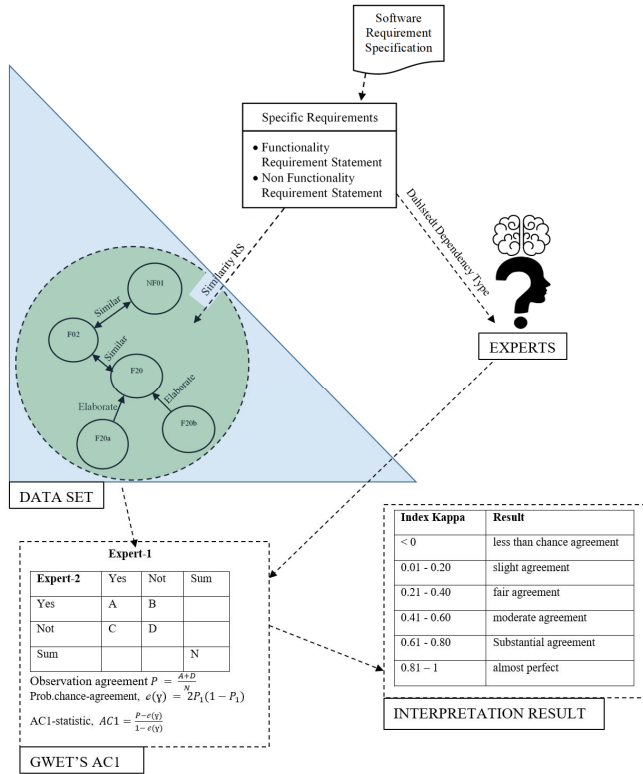 Software
Requirement
Specification
Specific Requirements
• Functionality
Requirement Statement
• Non Functionality
Requirement Statement
Similarity RS
Dahlstedt Dependency Type
EXPERTS
NF01
Similar
F02
Similar
F20
Elaborate
Elaborate
F20a
F20b
DATA SET
Expert-1
Expert-2 Yes Not Sum
Yes A B
Not C D
Sum N
Observation agreement P = \frac{A+D}{N}
Prob.chance-agreement, e(γ) = 2P₁(1 − P₁)
AC1-statistic, AC1 = \frac{P−e(γ)}{1−e(γ)}
GWET'S AC1
Index Kappa Result
< 0 less than chance agreement
0.01 - 0.20 slight agreement
0.21 - 0.40 fair agreement
0.41 - 0.60 moderate agreement
0.61 - 0.80 Substantial agreement
0.81 – 1 almost perfect
INTERPRETATION RESULT